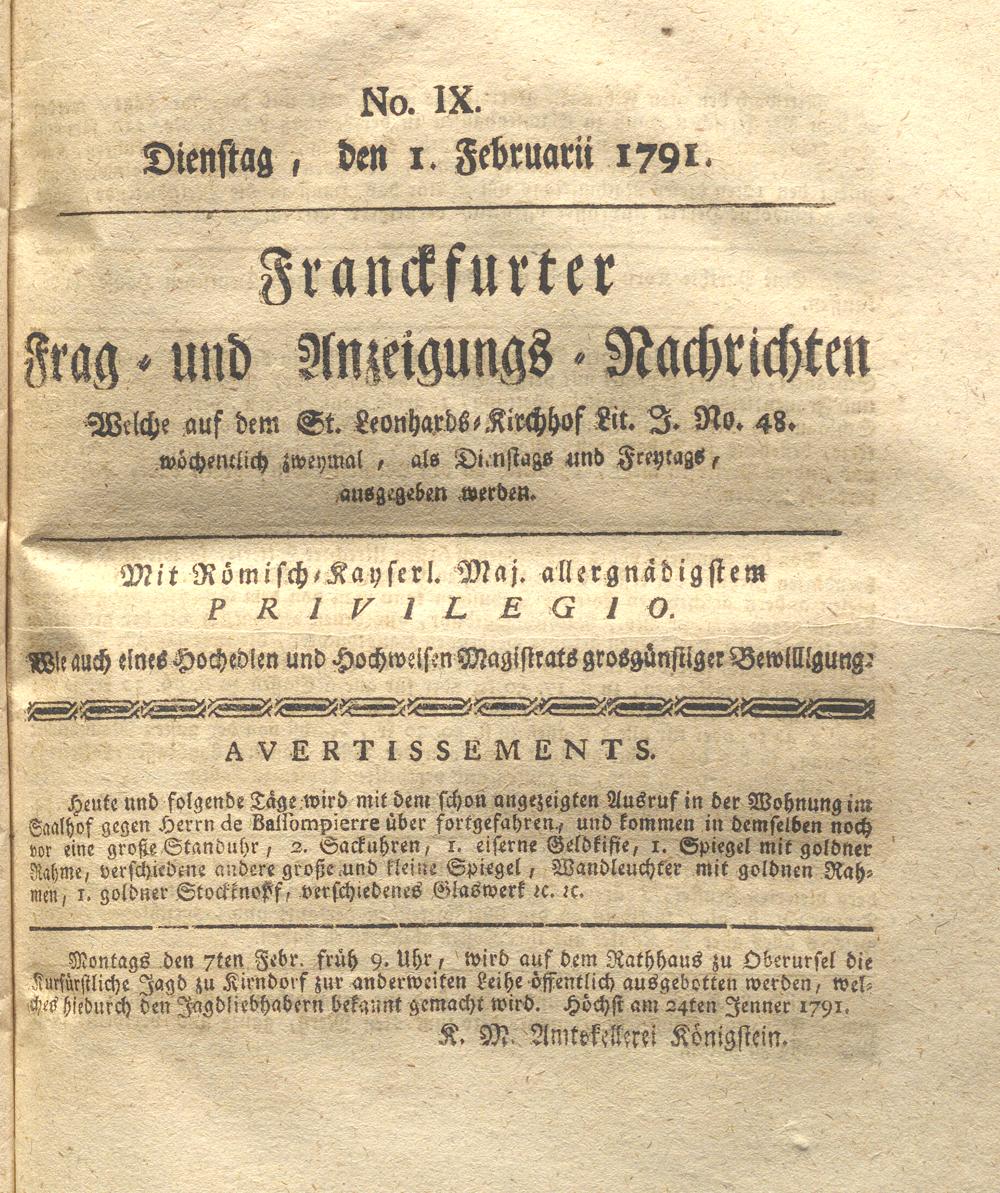 No. IX.
Dienstag, den 1. Februarii 1791.
Franckfurter
Frag- und Anzeigungs-Nachrichten
Welche auf dem St. Leonhards-Kirchhof Lit. J. No. 48.
wöchentlich zweymal, als Dienstags und Freytags,
ausgegeben werden.
Mit Römisch-Kayserl. Maj. allergnädigstem
PRIVILEGIO.
Wie auch eines Hochedlen und Hochweisen Magistrats grosgünstiger Bewilligung.
AVERTISSEMENTS.
Heute und folgende Täge wird mit dem schon angezeigten Ausruf in der Wohnung im
Saalhof gegen Herrn de Bassompierre über fortgefahren, und kommen in demselben noch
vor eine große Standuhr, 2. Sackuhren, 1. eiserne Geldkiste, 1. Spiegel mit goldner
Rahme, verschiedene andere große und kleine Spiegel, Wandleuchter mit goldnen Rah-
men, 1. goldner Stockknopf, verschiedenes Glaswerk ꝛc. ꝛc.
Montags den 7ten Febr. früh 9. Uhr, wird auf dem Rathhaus zu Oberursel die
Kurfürstliche Jagd zu Kirndorf zur anderweiten Leihe öffentlich ausgebotten werden, wel-
ches hiedurch den Jagdliebhabern bekannt gemacht wird. Höchst am 24ten Jenner 1791.
K. M. Amtskellerei Königstein.